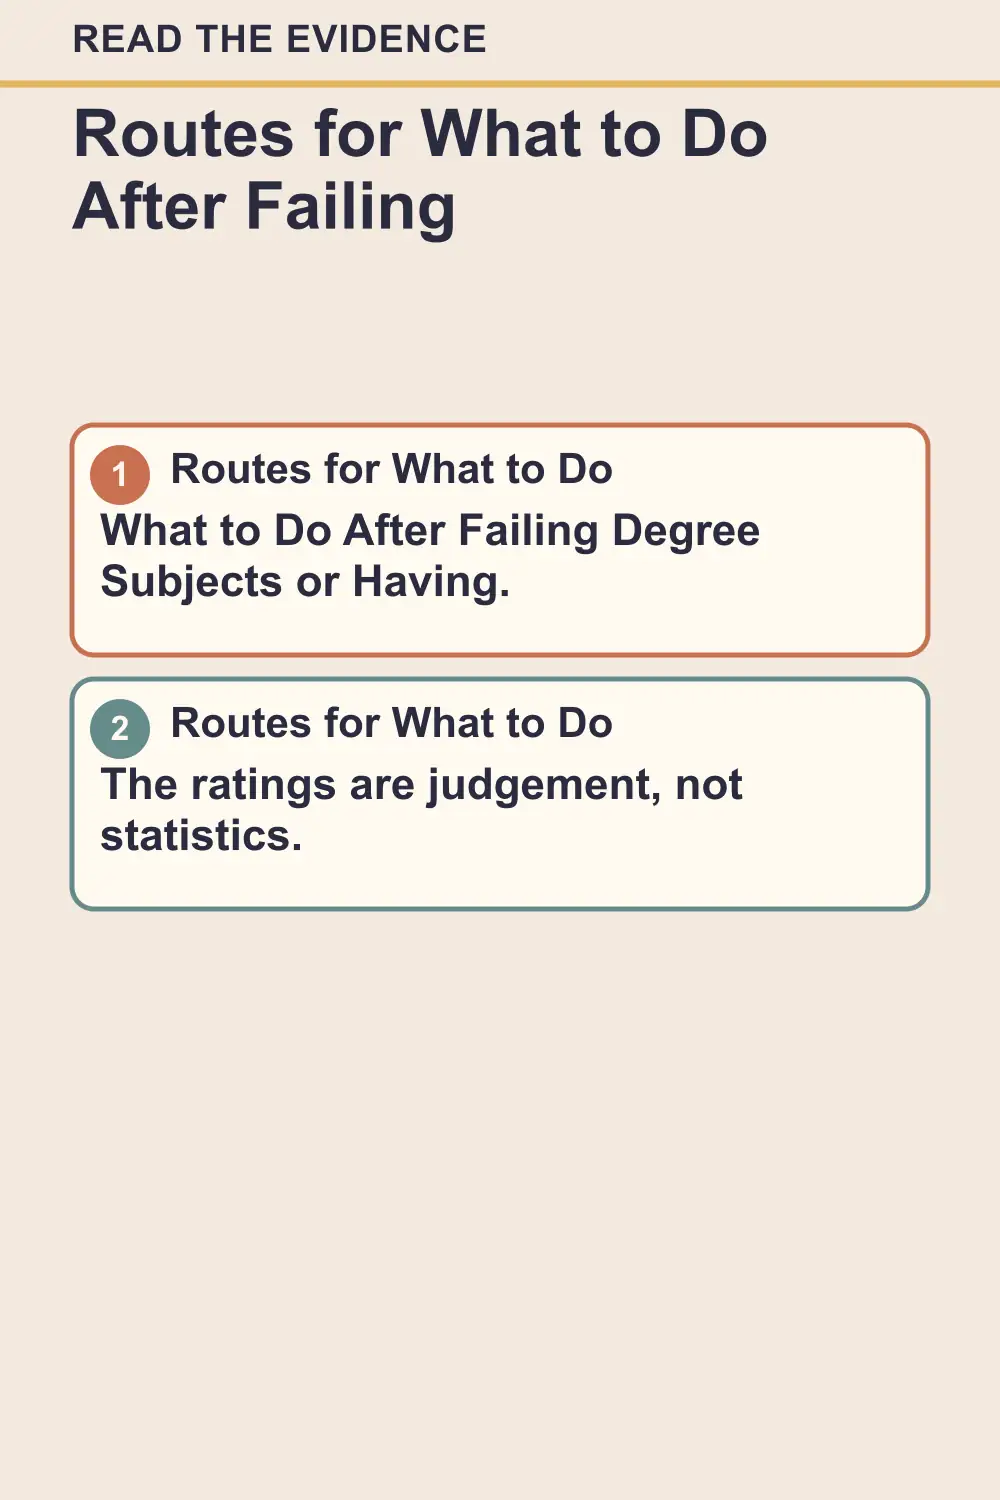 READ THE EVIDENCE
Routes for What to Do
After Failing
1 Routes for What to Do
What to Do After Failing Degree
Subjects or Having.
2 Routes for What to Do
The ratings are judgement, not
statistics.